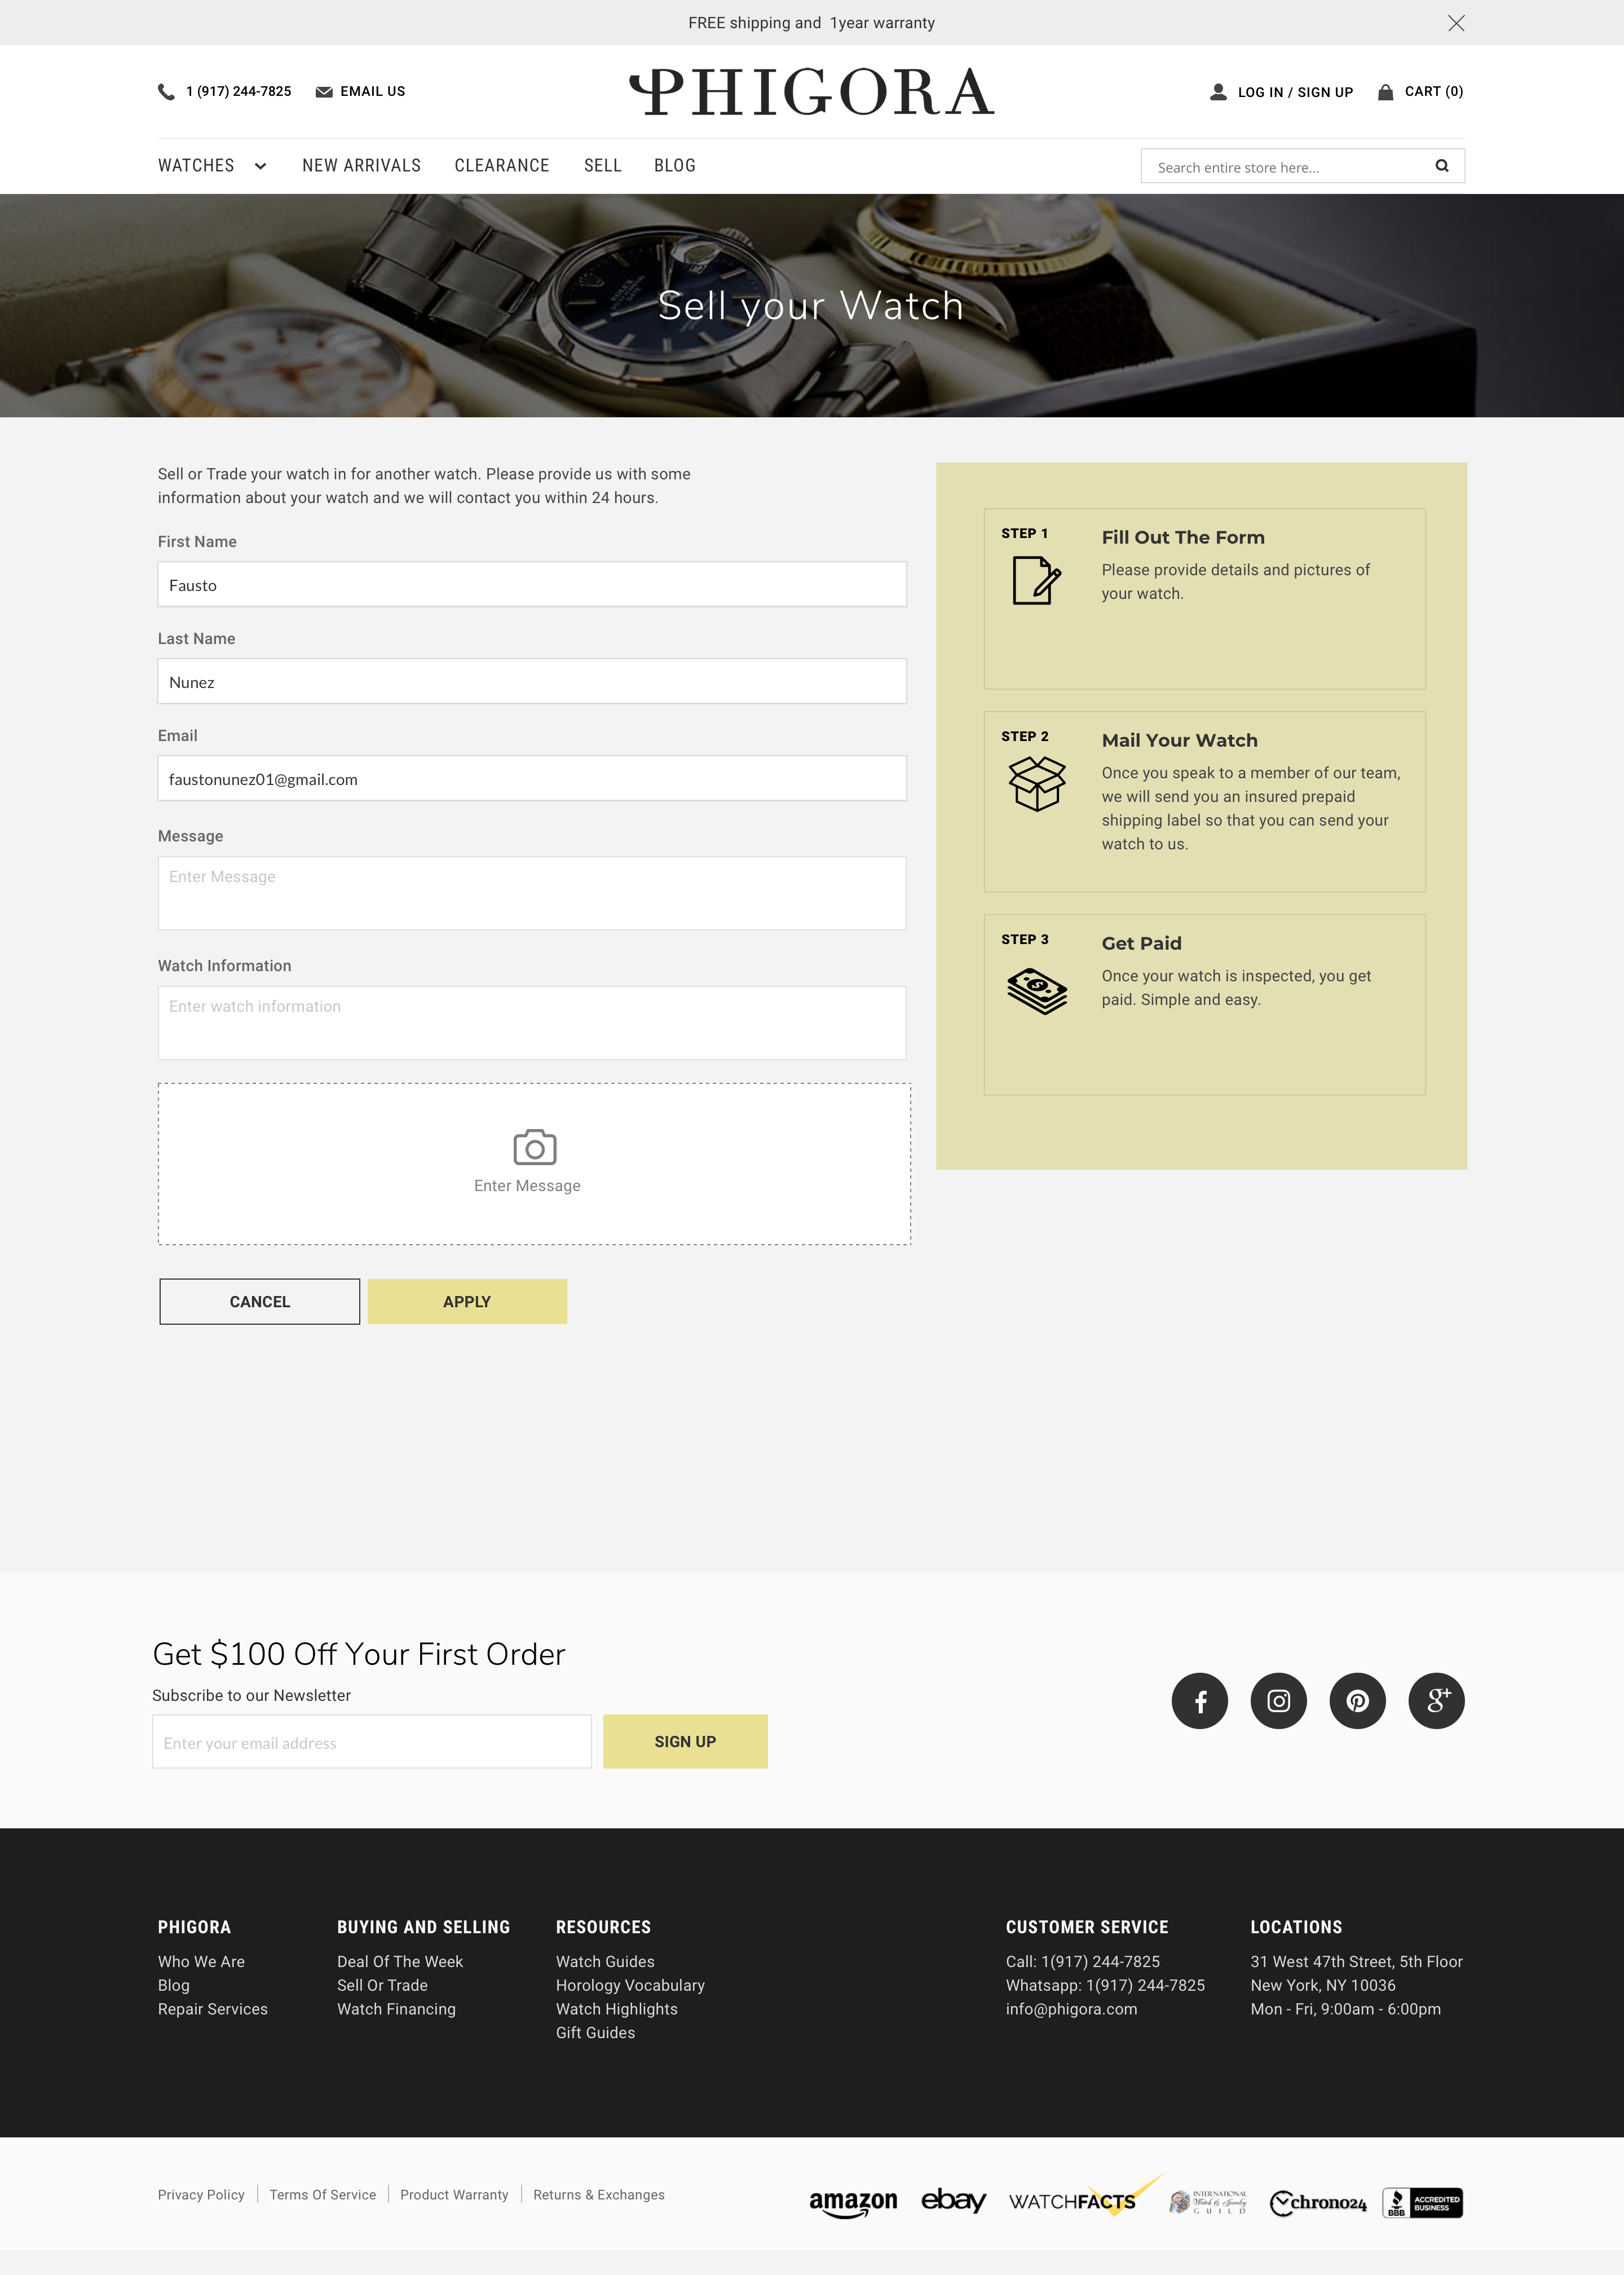 FREE shipping and  1year warranty
1 (917) 244-7825
EMAIL US
PHIGORA
LOG IN / SIGN UP
CART (0)
WATCHES
NEW ARRIVALS
CLEARANCE
SELL
BLOG
Search entire store here...
Sell your Watch
Sell or Trade your watch in for another watch. Please provide us with some
information about your watch and we will contact you within 24 hours.
First Name
Fausto
Last Name
Nunez
Email
faustonunez01@gmail.com
Message
Enter Message
Watch Information
Enter watch information
Enter Message
CANCEL
APPLY
STEP 1
Fill Out The Form
Please provide details and pictures of
your watch.
STEP 2
Mail Your Watch
Once you speak to a member of our team,
we will send you an insured prepaid
shipping label so that you can send your
watch to us.
STEP 3
Get Paid
Once your watch is inspected, you get
paid. Simple and easy.
Get $100 Off Your First Order
Subscribe to our Newsletter
Enter your email address
SIGN UP
PHIGORA
Who We Are
Blog
Repair Services
BUYING AND SELLING
Deal Of The Week
Sell Or Trade
Watch Financing
RESOURCES
Watch Guides
Horology Vocabulary
Watch Highlights
Gift Guides
CUSTOMER SERVICE
Call: 1(917) 244-7825
Whatsapp: 1(917) 244-7825
info@phigora.com
LOCATIONS
31 West 47th Street, 5th Floor
New York, NY 10036
Mon - Fri, 9:00am - 6:00pm
Privacy Policy
Terms Of Service
Product Warranty
Returns & Exchanges
amazon
ebay
WATCHFACTS
INTERNATIONAL
Watch & Jewelry
GUILD
chrono24
BBB
ACCREDITED
BUSINESS